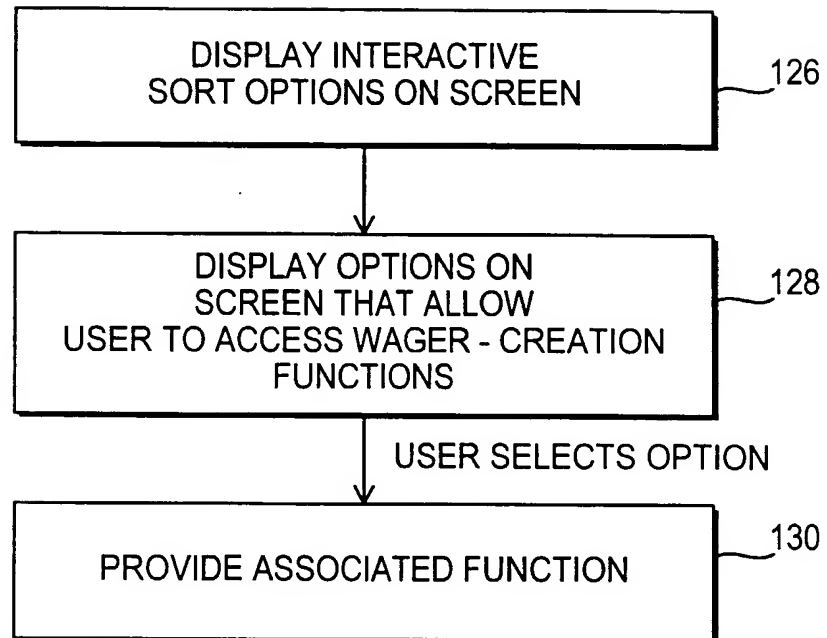 DISPLAY INTERACTIVE
SORT OPTIONS ON SCREEN
126
DISPLAY OPTIONS ON
SCREEN THAT ALLOW
USER TO ACCESS WAGER - CREATION
FUNCTIONS
128
USER SELECTS OPTION
PROVIDE ASSOCIATED FUNCTION
130